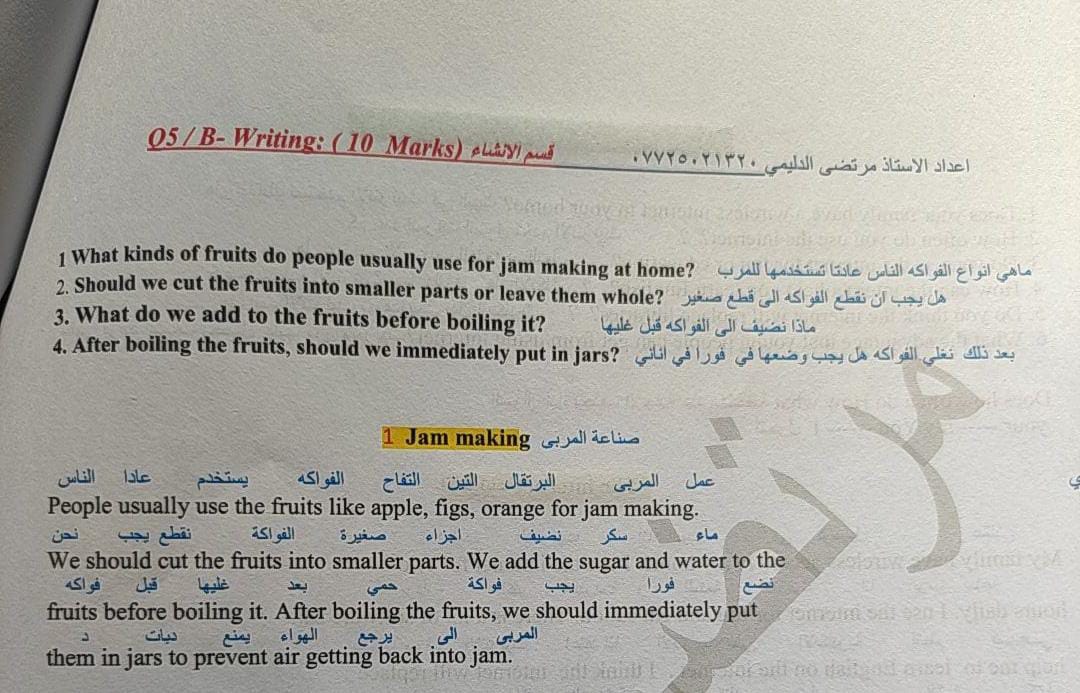 Q5 / B- Writing: ( 10 Marks) قسم الانشاء
اعداد الاستاذ مرتضى الدليمي ٠٧٧٢٥٠٢١٣٢٠
1 What kinds of fruits do people usually use for jam making at home? ماهي انواع الفواكه الناس عادتا تستخدمها للمرب
2. Should we cut the fruits into smaller parts or leave them whole? هل يجب ان نقطع الفواكه الى قطع صغير
3. What do we add to the fruits before boiling it? ماذا نضيف الى الفواكه قبل غليها
4. After boiling the fruits, should we immediately put in jars? بعد ذلك نغلي الفواكه هل يجب وضعها في فورا في اناني
1 Jam making صناعة المربى
الناس عادا يستخدم الفواكه التفاح التين البرتقال المربى عمل
People usually use the fruits like apple, figs, orange for jam making.
نحن يجب نقطع الفواكة صغيرة اجزاء نضيف سكر ماء
We should cut the fruits into smaller parts. We add the sugar and water to the
فواكه قبل غليها بعد حمي فواكة يجب فورا نضع
fruits before boiling it. After boiling the fruits, we should immediately put
د دبات يمنع الهواء يرجع الى المربى
them in jars to prevent air getting back into jam.